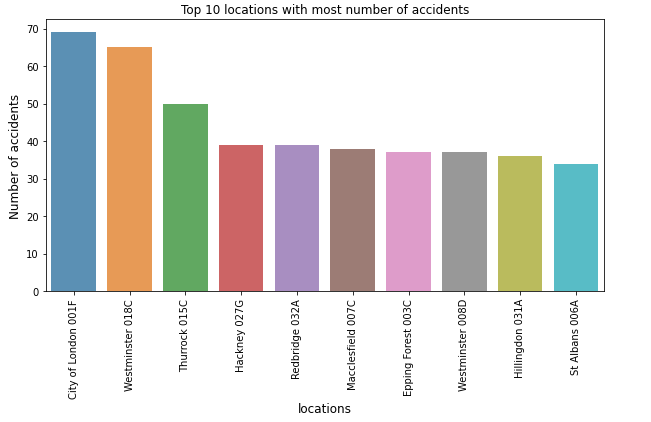 Top 10 locations with most number of accidents
Number of accidents
70
60
50
40
30
20
10
0
City of London 001F
Westminster 018C
Thurrock 015C
Hackney 027G
Redbridge 032A
Macclesfield 007C
Epping Forest 003C
Westminster 008D
Hillingdon 031A
St Albans 006A
locations